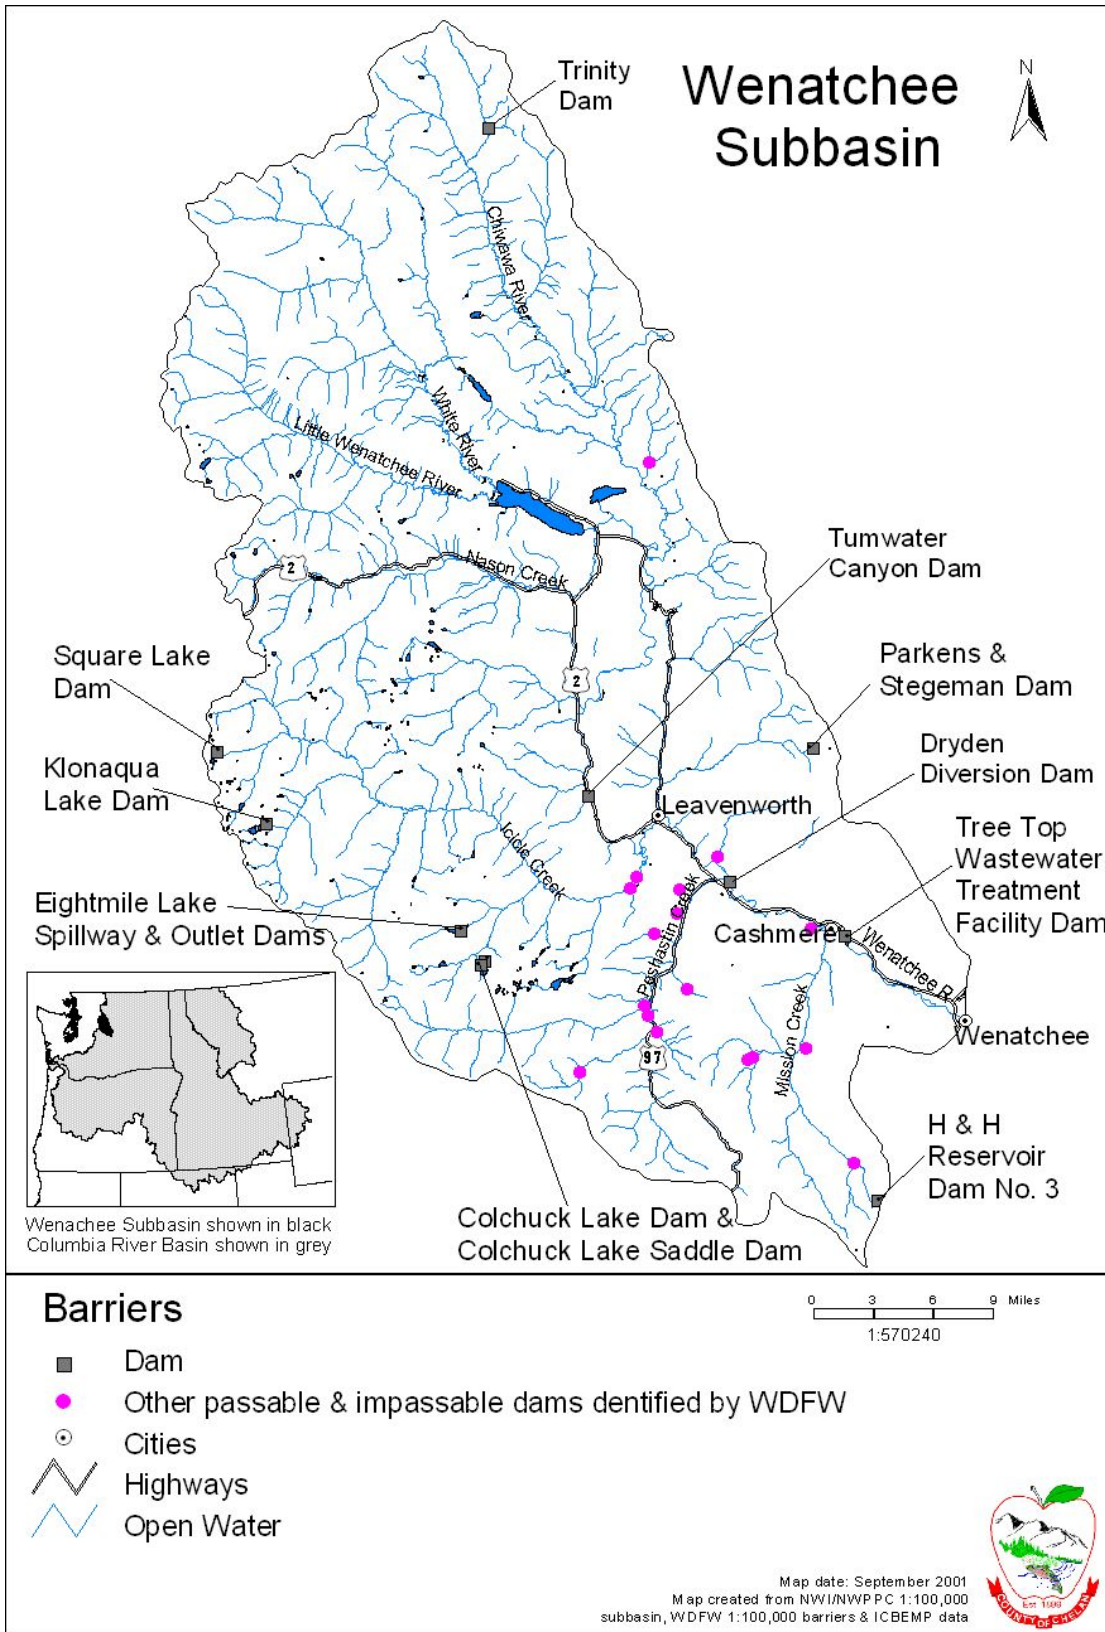 Wenatchee
Subbasin
N
Trinity
Dam
Chiwawa River
White River
Little Wenatchee River
Nason Creek
2
Tumwater
Canyon Dam
Square Lake
Dam
2
Parkens &
Stegeman Dam
Klonaqua
Lake Dam
Dryden
Diversion Dam
Leavenworth
Icicle Creek
Tree Top
Wastewater
Treatment
Facility Dam
Eightmile Lake
Spillway & Outlet Dams
Peshastin Creek
Cashmere
Wenatchee R.
Wenatchee
Mission Creek
97
H & H
Reservoir
Dam No. 3
Colchuck Lake Dam &
Colchuck Lake Saddle Dam
Wenachee Subbasin shown in black
Columbia River Basin shown in grey
Barriers
Dam
Other passable & impassable dams dentified by WDFW
Cities
Highways
Open Water
0 3 6 9 Miles
1:570240
Map date: September 2001
Map created from NWI/NWPPC 1:100,000
subbasin, WDFW 1:100,000 barriers & ICBEMP data
COUNTY OF CHELAN